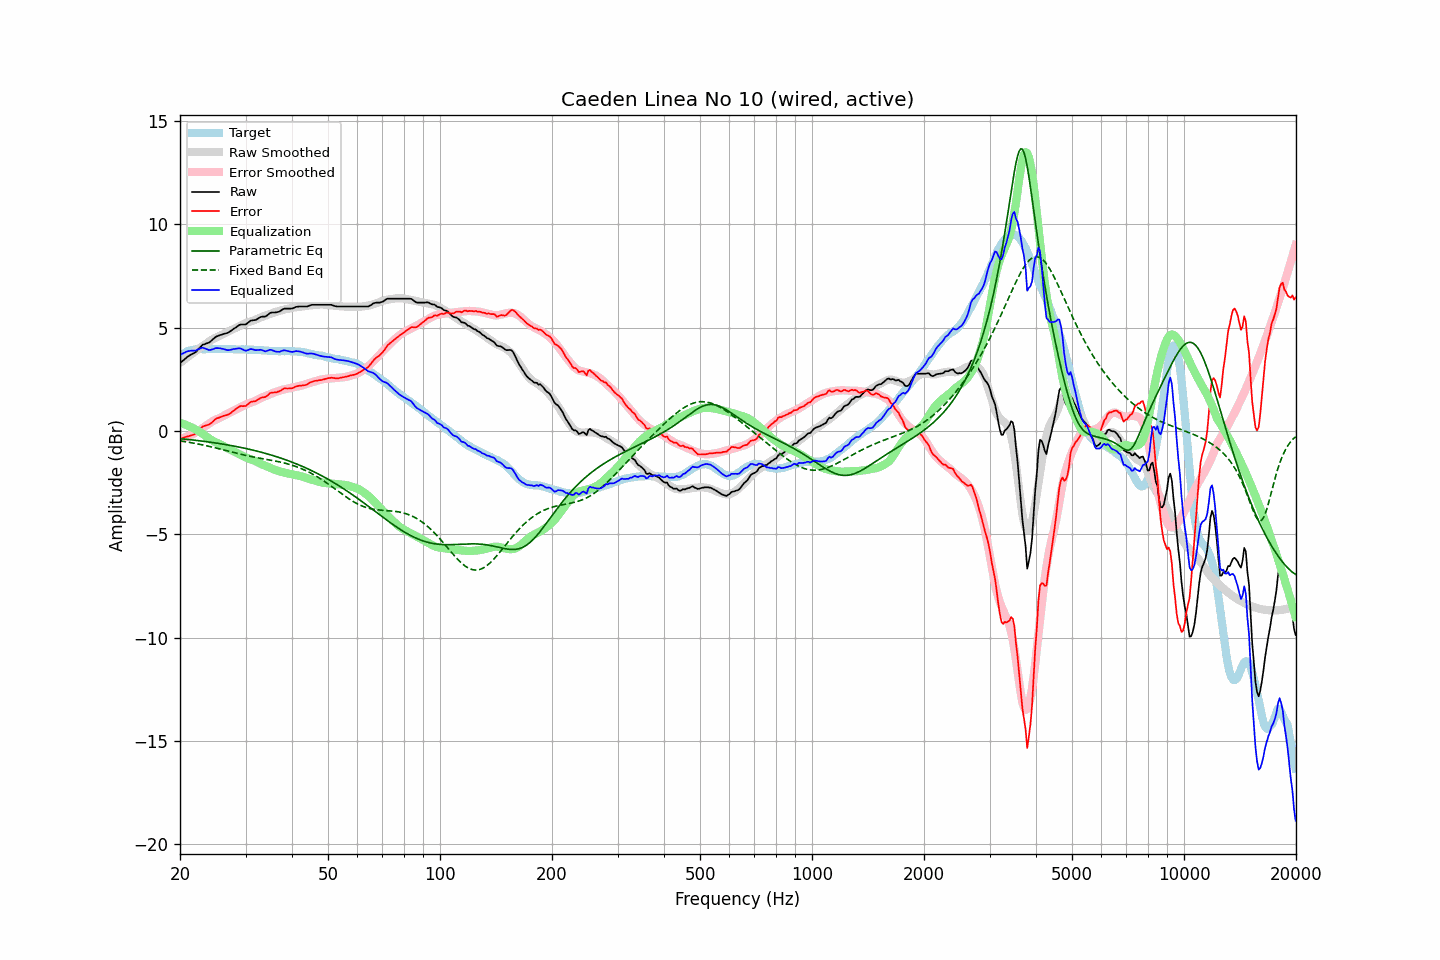 Caeden Linea No 10 (wired, active)
Target
Raw Smoothed
Error Smoothed
Raw
Error
Equalization
Parametric Eq
Fixed Band Eq
Equalized
15
10
5
0
−5
−10
−15
−20
Amplitude (dBr)
20 50 100 200 500 1000 2000 5000 10000 20000
Frequency (Hz)